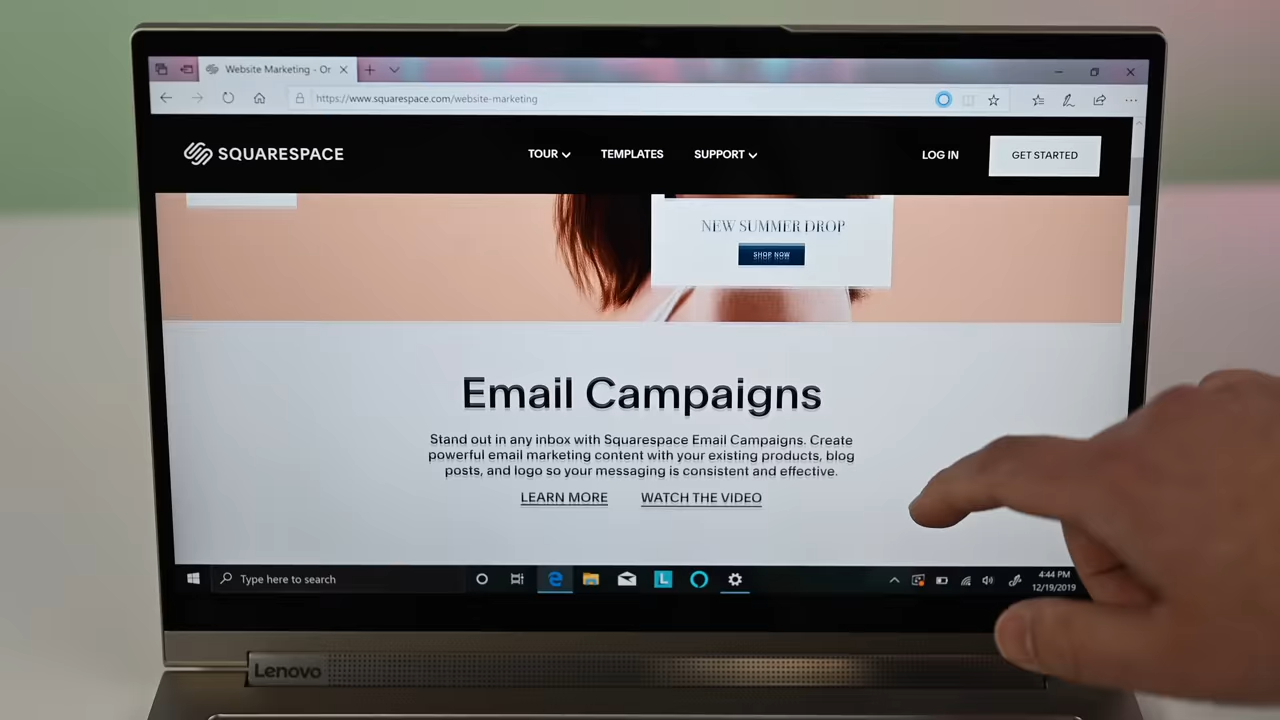 Website Marketing - Or
https://www.squarespace.com/website-marketing
SQUARESPACE
TOUR
TEMPLATES
SUPPORT
LOG IN
GET STARTED
NEW SUMMER DROP
SHOP NOW
Email Campaigns
Stand out in any inbox with Squarespace Email Campaigns. Create
powerful email marketing content with your existing products, blog
posts, and logo so your messaging is consistent and effective.
LEARN MORE
WATCH THE VIDEO
Type here to search
L
4:44 PM
12/19/2019
Lenovo